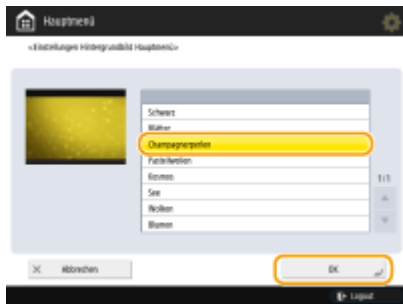 Hauptmenü
<Einstellungen Hintergrundbild Hauptmenü>
Schwarz
Blätter
Champagnerperlen
Pastellwellen
Kosmos
See
Wolken
Blumen
1/1
Abbrechen
OK
Logout